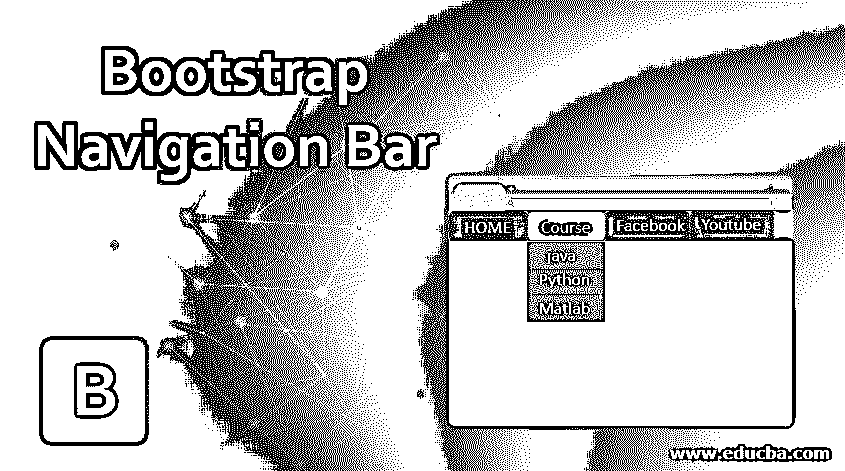 Bootstrap
Navigation Bar
HOME Course Facebook Youtube
java
Python
Matlab
B
www.educba.com